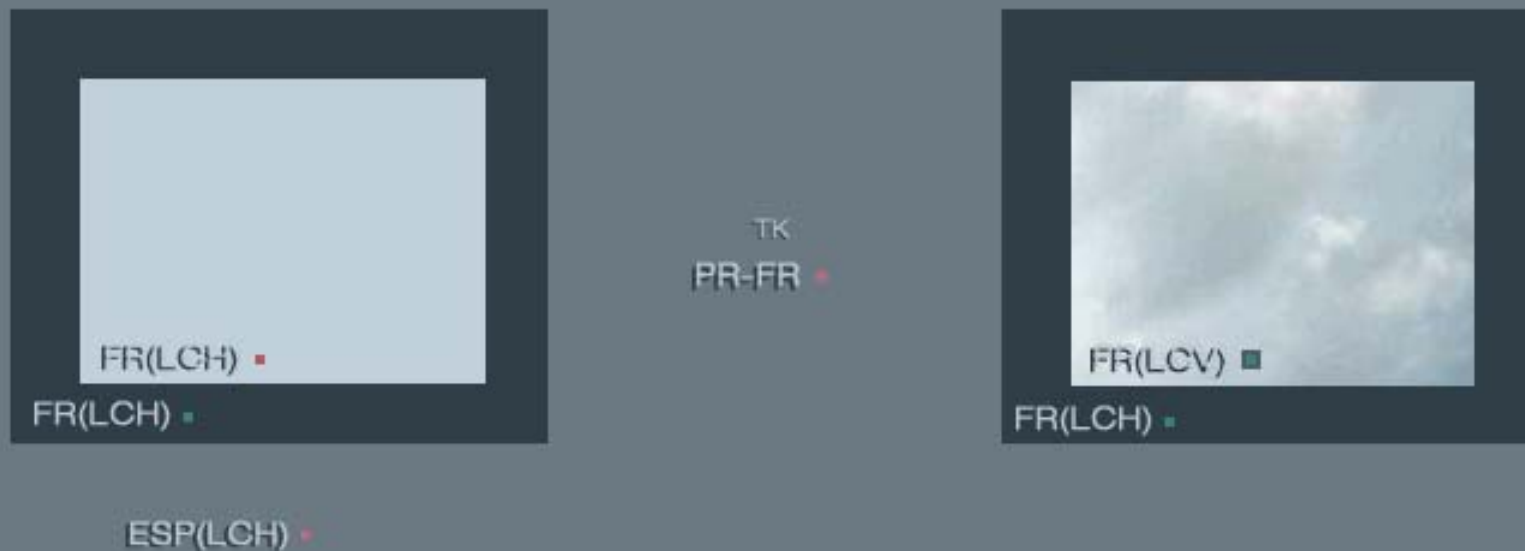 FR(LCH)
FR(LCH)
TK
PR-FR
FR(LCV)
FR(LCH)
ESP(LCH)